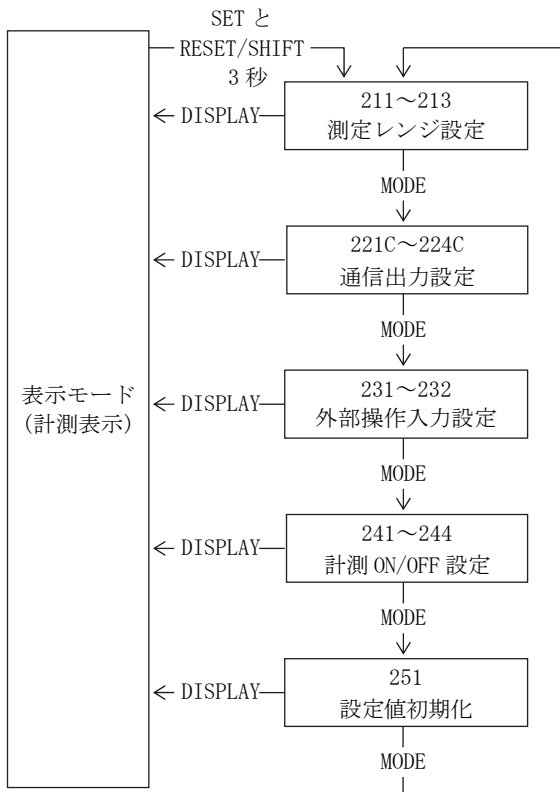 SET と
RESET/SHIFT
3 秒
211～213
測定レンジ設定
DISPLAY
MODE
221C～224C
通信出力設定
DISPLAY
MODE
表示モード
(計測表示)
231～232
外部操作入力設定
DISPLAY
MODE
241～244
計測 ON/OFF 設定
DISPLAY
MODE
251
設定値初期化
DISPLAY
MODE